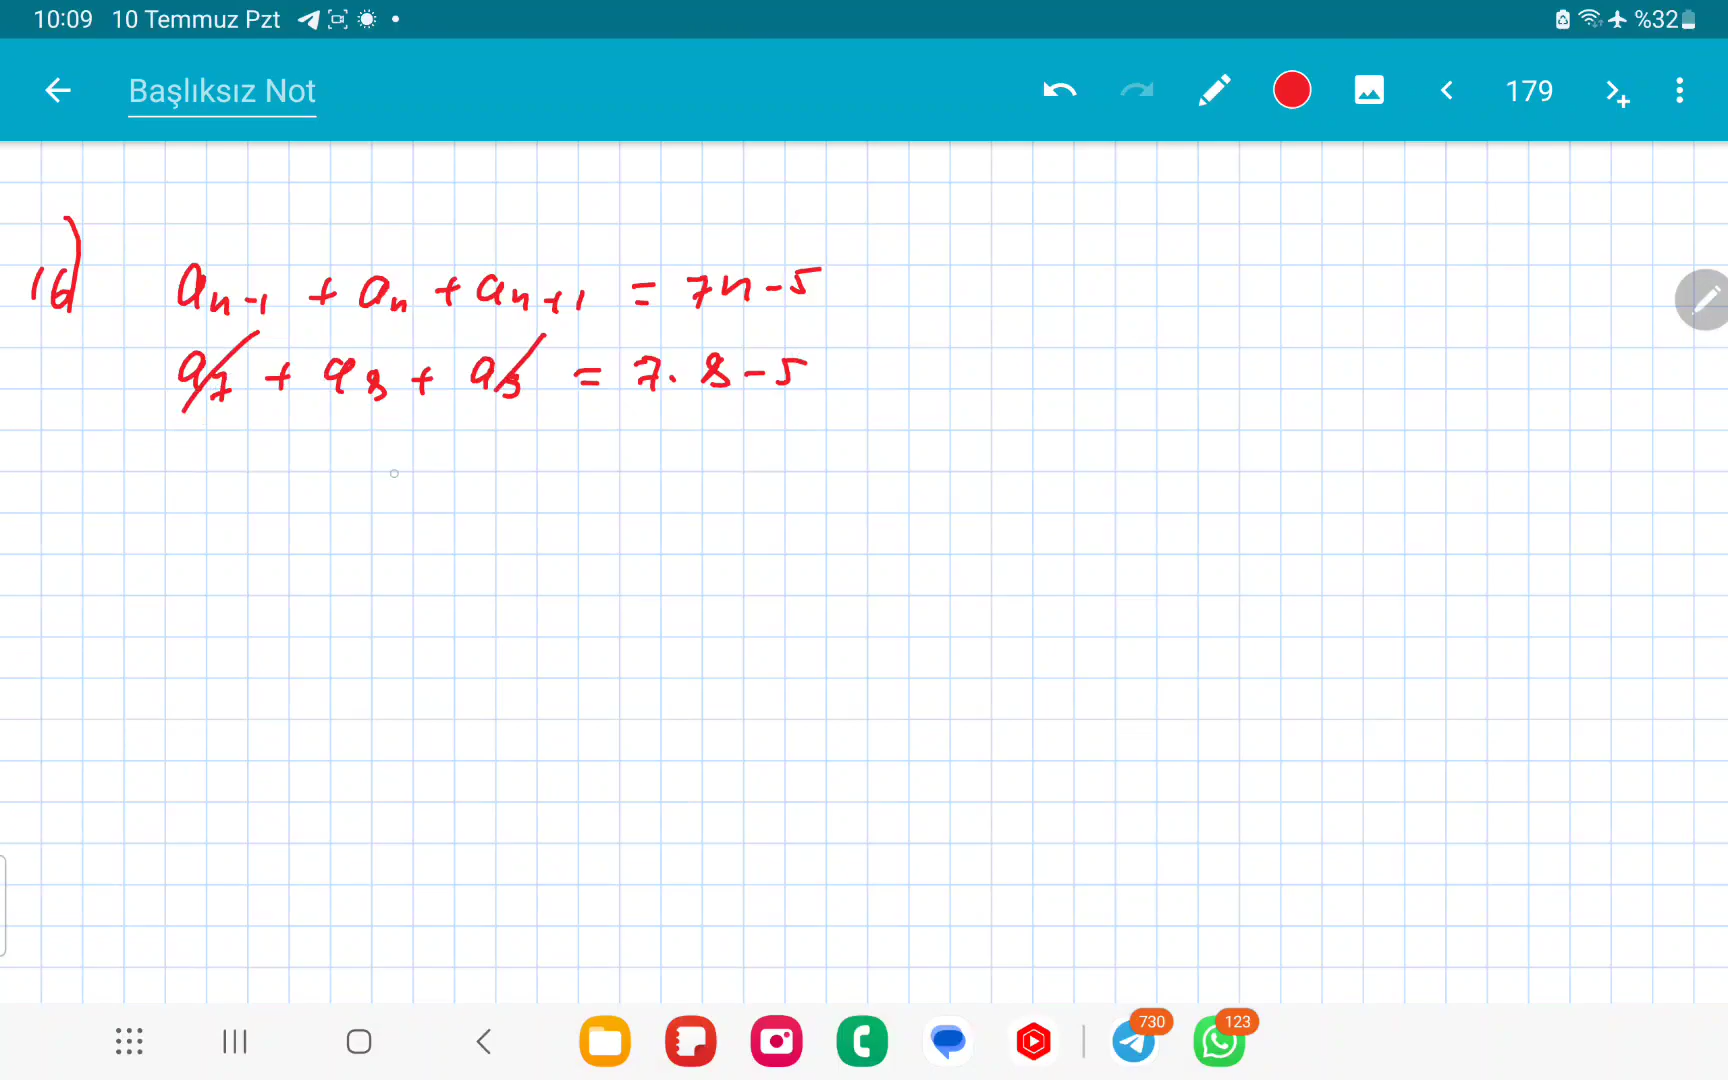 10:09 10 Temmuz Pzt %32
Başlıksız Not 179
16) aₙ₋₁ + aₙ + aₙ₊₁ = 7n-5
a₇ + a₈ + a₉ = 7.8-5
730 123